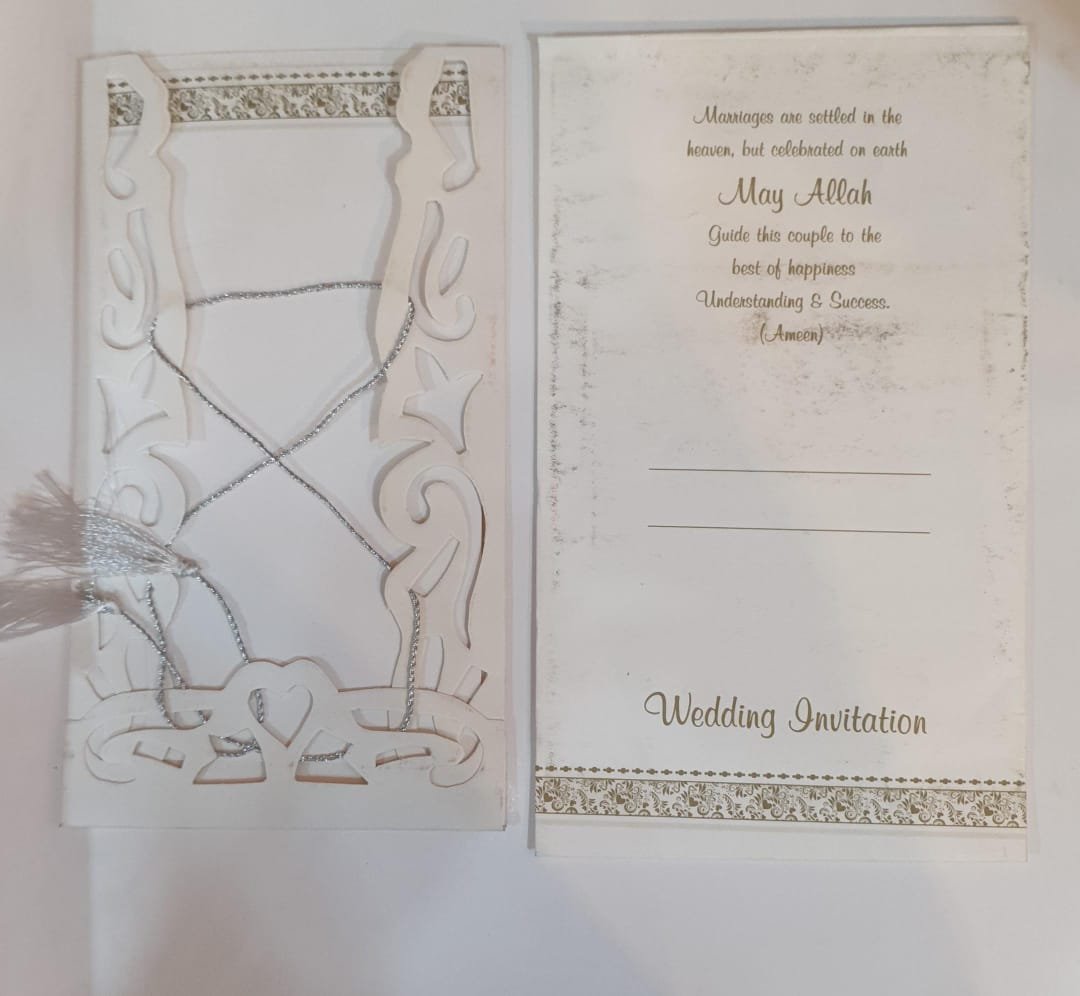 Marriages are settled in the
heaven, but celebrated on earth
May Allah
Guide this couple to the
best of happiness
Understanding & Success.
(Ameen)
Wedding Invitation